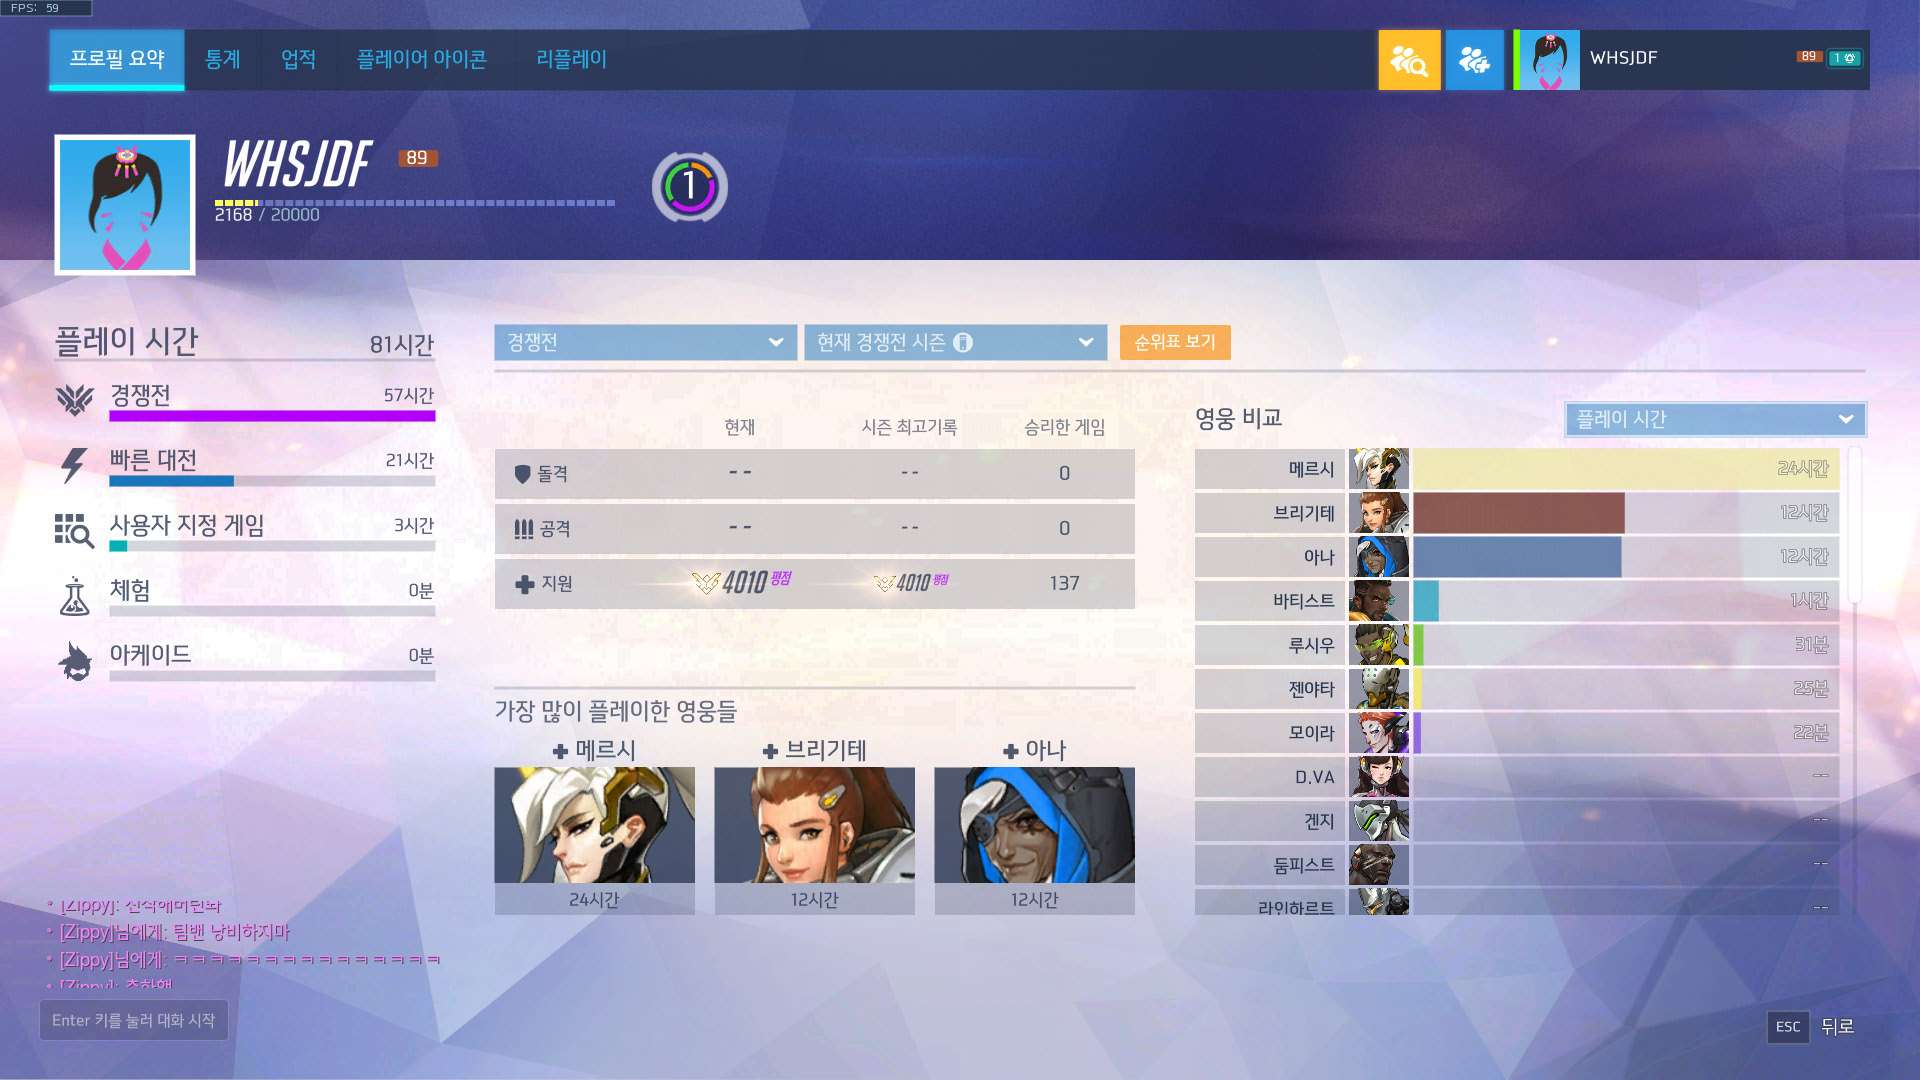 FPS: 59
프로필 요약 통계 업적 플레이어 아이콘 리플레이 WHSJDF 89 1
WHSJDF 89
2168 / 20000
1
플레이 시간 81시간
경쟁전 57시간
빠른 대전 21시간
사용자 지정 게임 3시간
체험 0분
아케이드 0분
경쟁전 현재 경쟁전 시즌 순위표 보기
현재 시즌 최고기록 승리한 게임
돌격 -- -- 0
공격 -- -- 0
지원 4010 평점 4010 평점 137
가장 많이 플레이한 영웅들
메르시 브리기테 아나
24시간 12시간 12시간
영웅 비교 플레이 시간
메르시 24시간
브리기테 12시간
아나 12시간
바티스트 1시간
루시우 31분
젠야타 25분
모이라 22분
D.VA --
겐지 --
둠피스트 --
라인하르트 --
[Zippy]:
[Zippy]님에게: 팀밴 낭비하지마
[Zippy]님에게: ㅋㅋㅋㅋㅋㅋㅋㅋㅋㅋㅋㅋㅋㅋㅋ
[Zippy]:
Enter 키를 눌러 대화 시작
ESC 뒤로